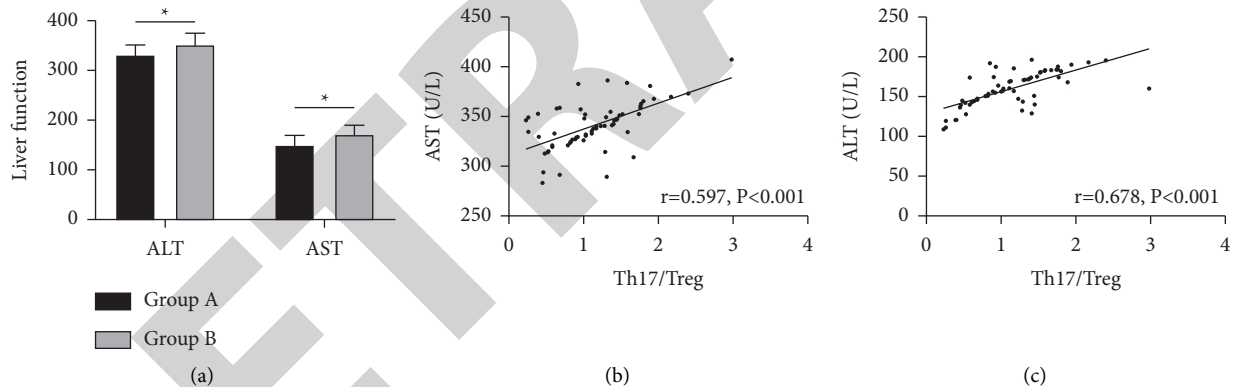 400
300
200
100
0
Liver function
*
*
ALT
AST
Group A
Group B
(a)
450
400
350
300
250
AST (U/L)
r=0.597, P<0.001
0
1
2
3
4
Th17/Treg
(b)
250
200
150
100
50
0
ALT (U/L)
r=0.678, P<0.001
0
1
2
3
4
Th17/Treg
(c)